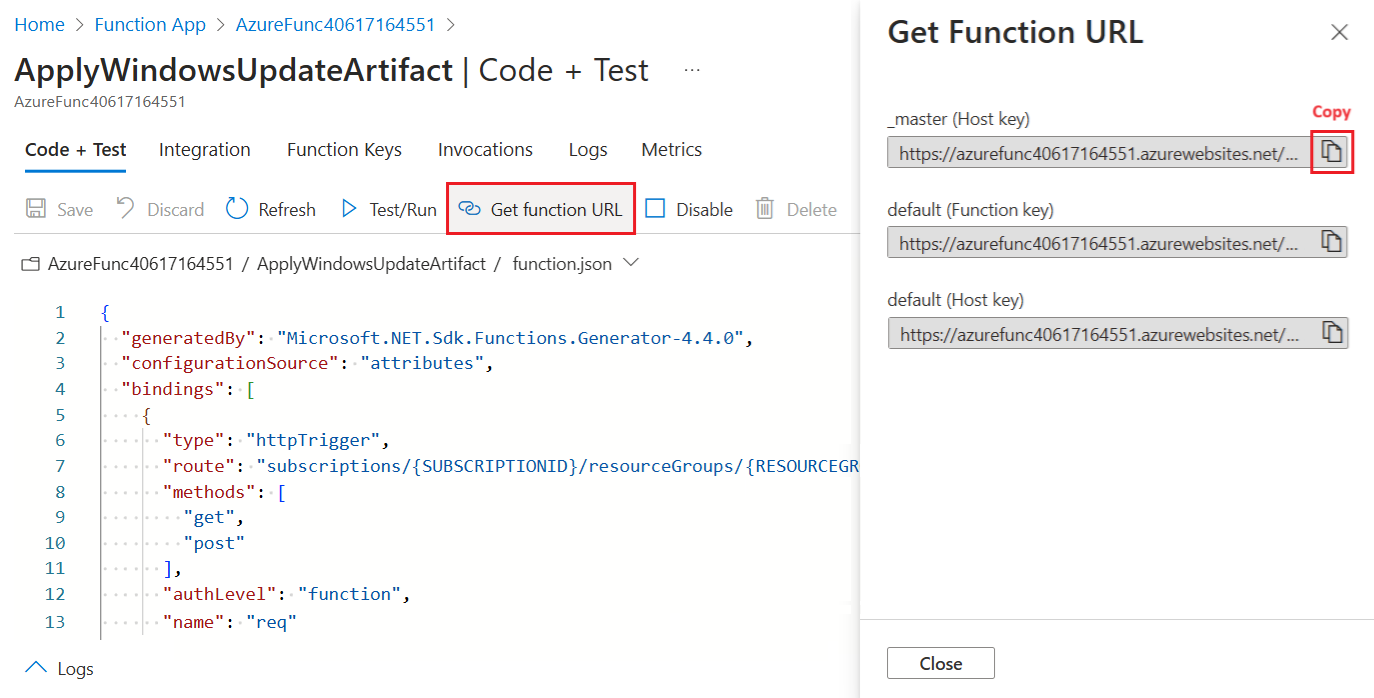 Home > Function App > AzureFunc40617164551 >
ApplyWindowsUpdateArtifact | Code + Test ...
AzureFunc40617164551
Code + Test Integration Function Keys Invocations Logs Metrics
Save Discard Refresh Test/Run Get function URL Disable Delete
AzureFunc40617164551 / ApplyWindowsUpdateArtifact / function.json
1 {
2 "generatedBy": "Microsoft.NET.Sdk.Functions.Generator-4.4.0",
3 "configurationSource": "attributes",
4 "bindings": [
5 {
6 "type": "httpTrigger",
7 "route": "subscriptions/{SUBSCRIPTIONID}/resourceGroups/{RESOURCEGR
8 "methods": [
9 "get",
10 "post"
11 ],
12 "authLevel": "function",
13 "name": "req"
Logs
Get Function URL
Copy
_master (Host key)
https://azurefunc40617164551.azurewebsites.net/...
default (Function key)
https://azurefunc40617164551.azurewebsites.net/...
default (Host key)
https://azurefunc40617164551.azurewebsites.net/...
Close